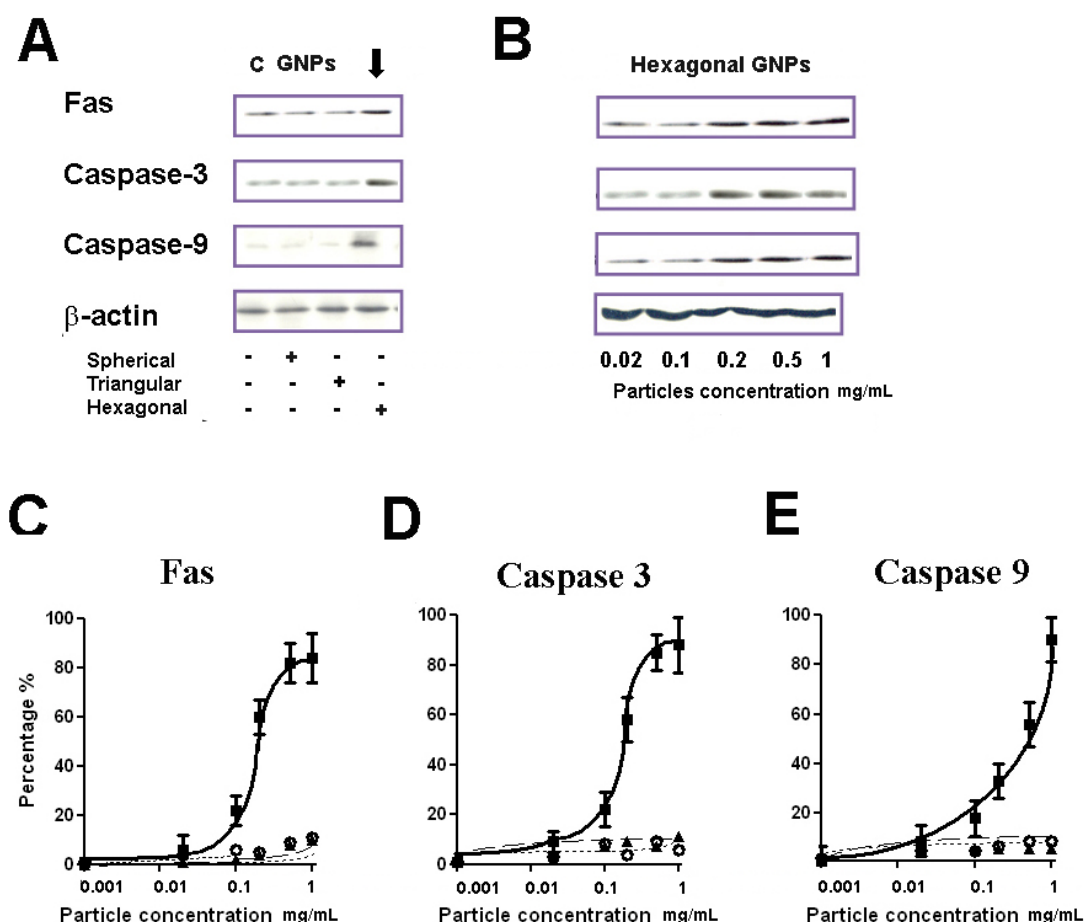 A
C GNPs
Fas
Caspase-3
Caspase-9
β-actin
Spherical - + - -
Triangular - - + -
Hexagonal - - - +
B
Hexagonal GNPs
0.02 0.1 0.2 0.5 1
Particles concentration mg/mL
C
Fas
Percentage %
100
80
60
40
20
0
0.001 0.01 0.1 1
Particle concentration mg/mL
D
Caspase 3
100
80
60
40
20
0
0.001 0.01 0.1 1
Particle concentration mg/mL
E
Caspase 9
100
80
60
40
20
0.001 0.01 0.1 1
Particle concentration mg/mL